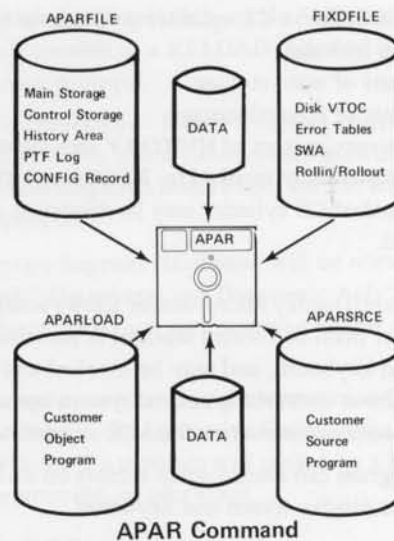 APARFILE
Main Storage
Control Storage
History Area
PTF Log
CONFIG Record
DATA
FIXDFILE
Disk VTOC
Error Tables
SWA
Rollin/Rollout
APAR
APARLOAD
Customer
Object
Program
DATA
APARSRCE
Customer
Source
Program
APAR Command